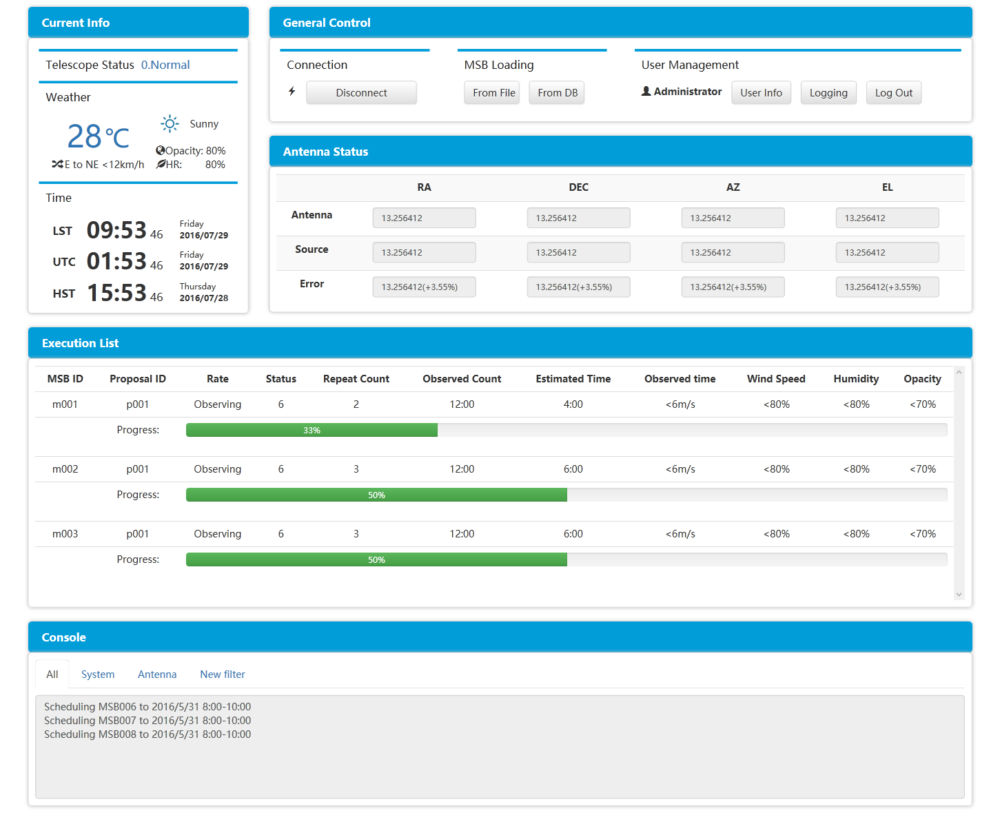 Current Info
Telescope Status 0.Normal
Weather
28℃
Sunny
Opacity: 80%
E to NE <12km/h
HR: 80%
Time
LST 09:53 46 Friday
2016/07/29
UTC 01:53 46 Friday
2016/07/29
HST 15:53 46 Thursday
2016/07/28
General Control
Connection
Disconnect
MSB Loading
From File From DB
User Management
Administrator User Info Logging Log Out
Antenna Status
RA DEC AZ EL
Antenna 13.256412 13.256412 13.256412 13.256412
Source 13.256412 13.256412 13.256412 13.256412
Error 13.256412(+3.55%) 13.256412(+3.55%) 13.256412(+3.55%) 13.256412(+3.55%)
Execution List
MSB ID Proposal ID Rate Status Repeat Count Observed Count Estimated Time Observed time Wind Speed Humidity Opacity
m001 p001 Observing 6 2 12:00 4:00 <6m/s <80% <80% <70%
Progress: 33%
m002 p001 Observing 6 3 12:00 6:00 <6m/s <80% <80% <70%
Progress: 50%
m003 p001 Observing 6 3 12:00 6:00 <6m/s <80% <80% <70%
Progress: 50%
Console
All System Antenna New filter
Scheduling MSB006 to 2016/5/31 8:00-10:00
Scheduling MSB007 to 2016/5/31 8:00-10:00
Scheduling MSB008 to 2016/5/31 8:00-10:00